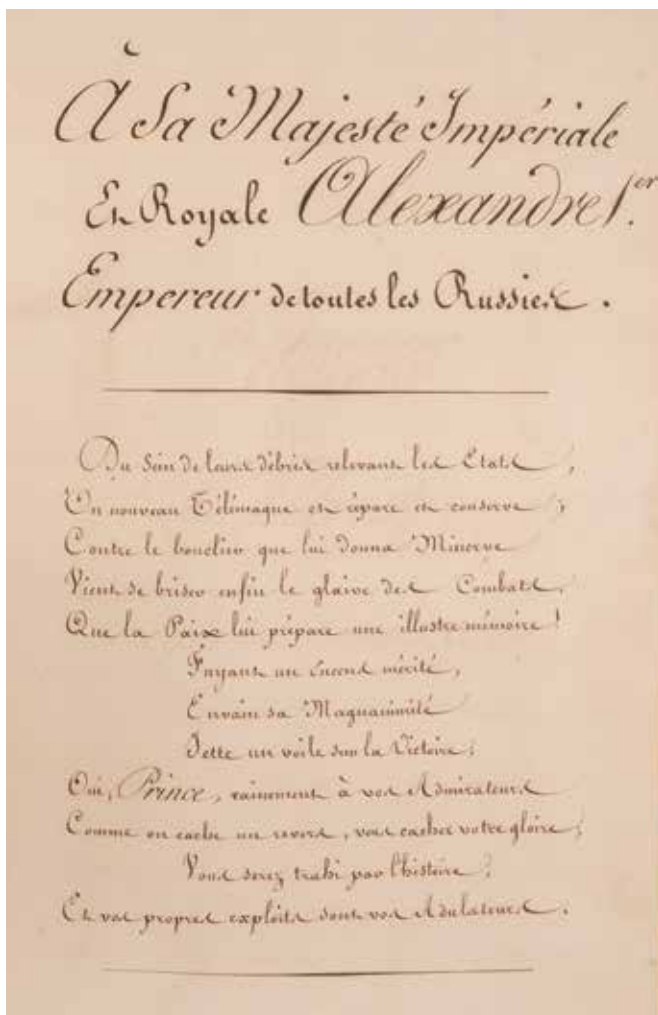 À Sa Majesté Impériale
Et Royale Alexandre 1.er
Empereur de toutes les Russies.
Du Sein de leurs débris relevant les Etats,
Un nouveau Télémaque et répare et conserve;
Contre le bouclier que lui donna Minerve
Vient se briser enfin le glaive des Combats,
Que la Paix lui prépare une illustre mémoire!
Fuyant un Encens mérité,
Envain sa Magnanimité
Jette un voile sur la Victoire;
Oui, Prince, vainement à vos Admirateurs
Comme on cache un revers, vous cachez votre gloire;
Vous serez trahi par l'histoire;
Et vos propres exploits sont vos Adulateurs.